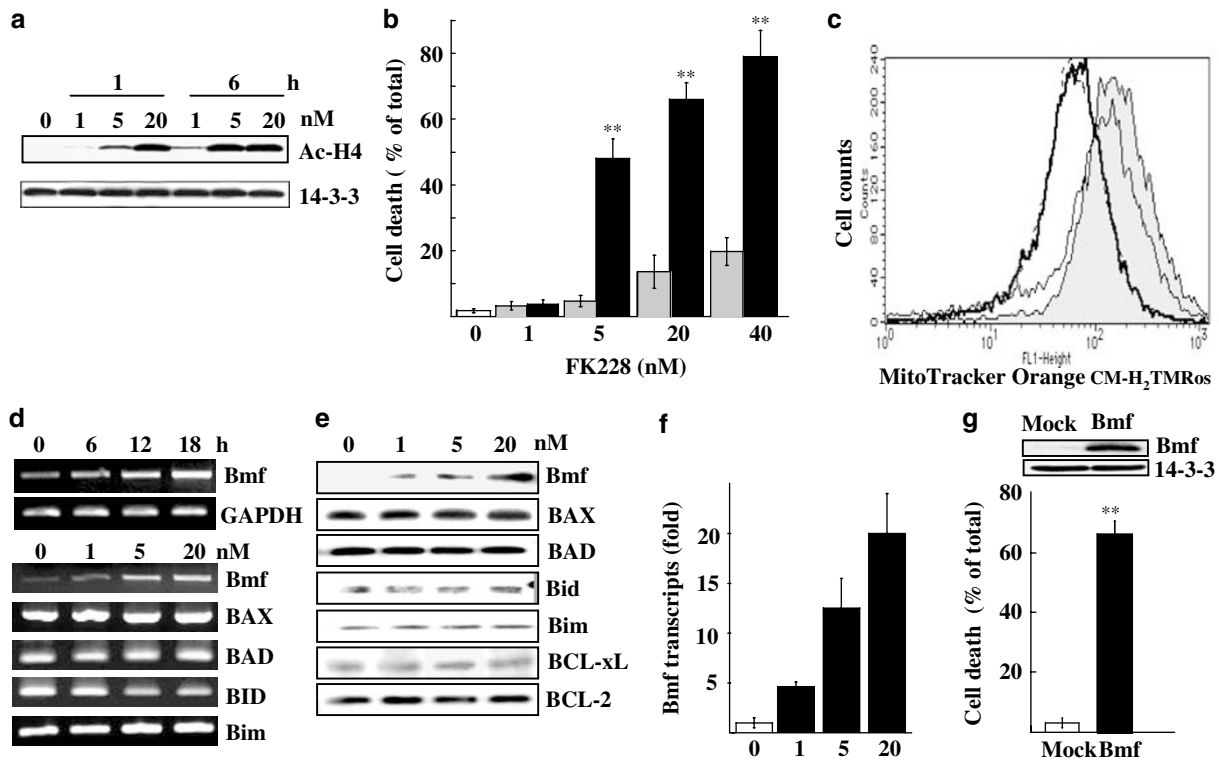 a
1 6 h
0 1 5 20 1 5 20 nM
Ac-H4
14-3-3
b
Cell death ( % of total)
80
60
40
20
**
**
**
0 1 5 20 40
FK228 (nM)
c
Cell counts
Counts
240
200
160
120
80
40
0
10^0 10^1 10^2 10^3
FL1-Height
MitoTracker Orange CM-H₂TMRos
d
0 6 12 18 h
Bmf
GAPDH
0 1 5 20 nM
Bmf
BAX
BAD
BID
Bim
e
0 1 5 20 nM
Bmf
BAX
BAD
Bid
Bim
BCL-xL
BCL-2
f
Bmf transcripts (fold)
20
15
10
5
0 1 5 20
g
Mock Bmf
Bmf
14-3-3
Cell death (% of total)
80
60
40
20
**
Mock Bmf